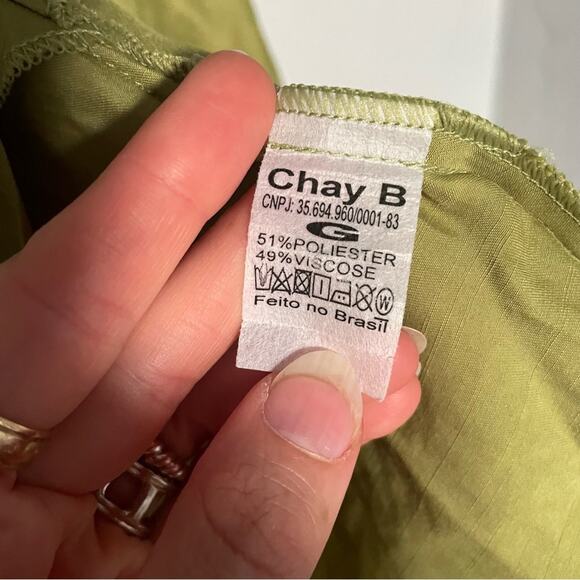 Chay B
CNPJ: 35.694.960/0001-83
G
51%POLIESTER
49%VISCOSE
W
Feito no Brasil